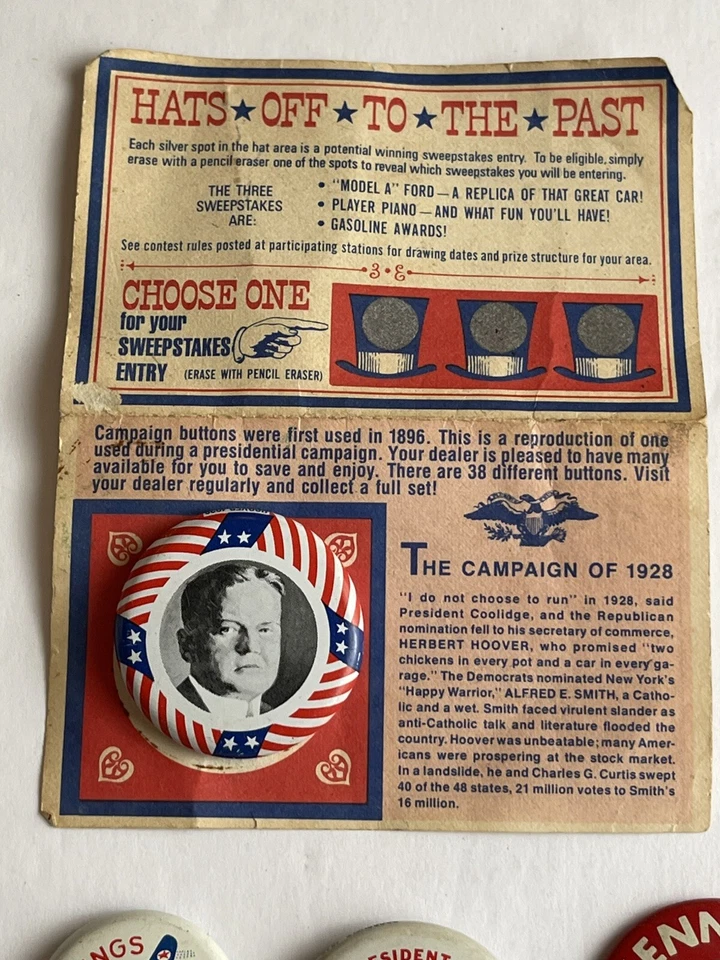 HATS ★ OFF ★ TO ★ THE ★ PAST
Each silver spot in the hat area is a potential winning sweepstakes entry. To be eligible, simply
erase with a pencil eraser one of the spots to reveal which sweepstakes you will be entering.
THE THREE
SWEEPSTAKES
ARE:
• "MODEL A" FORD — A REPLICA OF THAT GREAT CAR!
• PLAYER PIANO — AND WHAT FUN YOU'LL HAVE!
• GASOLINE AWARDS!
See contest rules posted at participating stations for drawing dates and prize structure for your area.
CHOOSE ONE
for your
SWEEPSTAKES
ENTRY (ERASE WITH PENCIL ERASER)
Campaign buttons were first used in 1896. This is a reproduction of one
used during a presidential campaign. Your dealer is pleased to have many
available for you to save and enjoy. There are 38 different buttons. Visit
your dealer regularly and collect a full set!
THE CAMPAIGN OF 1928
"I do not choose to run" in 1928, said
President Coolidge, and the Republican
nomination fell to his secretary of commerce,
HERBERT HOOVER, who promised "two
chickens in every pot and a car in every ga-
rage." The Democrats nominated New York's
"Happy Warrior," ALFRED E. SMITH, a Catho-
lic and a wet. Smith faced virulent slander as
anti-Catholic talk and literature flooded the
country. Hoover was unbeatable; many Amer-
icans were prospering at the stock market.
In a landslide, he and Charles G. Curtis swept
40 of the 48 states, 21 million votes to Smith's
16 million.
NGS
ESIDENT
ENA